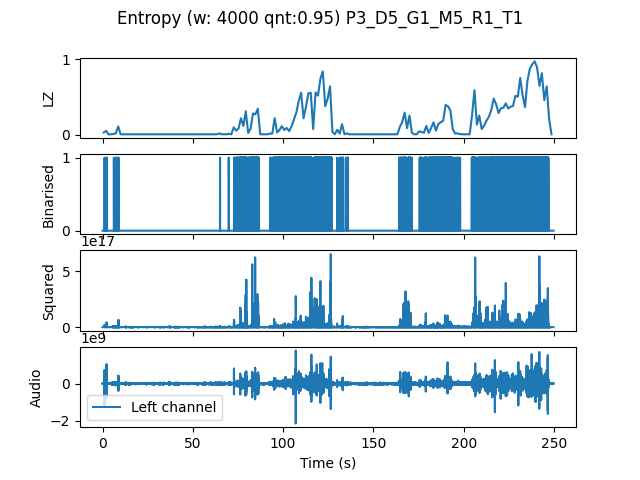 Entropy (w: 4000 qnt:0.95) P3_D5_G1_M5_R1_T1
1
LZ
0
1
Binarised
0
1e17
5
Squared
0
1e9
0
Audio
−2
Left channel
0 50 100 150 200 250
Time (s)